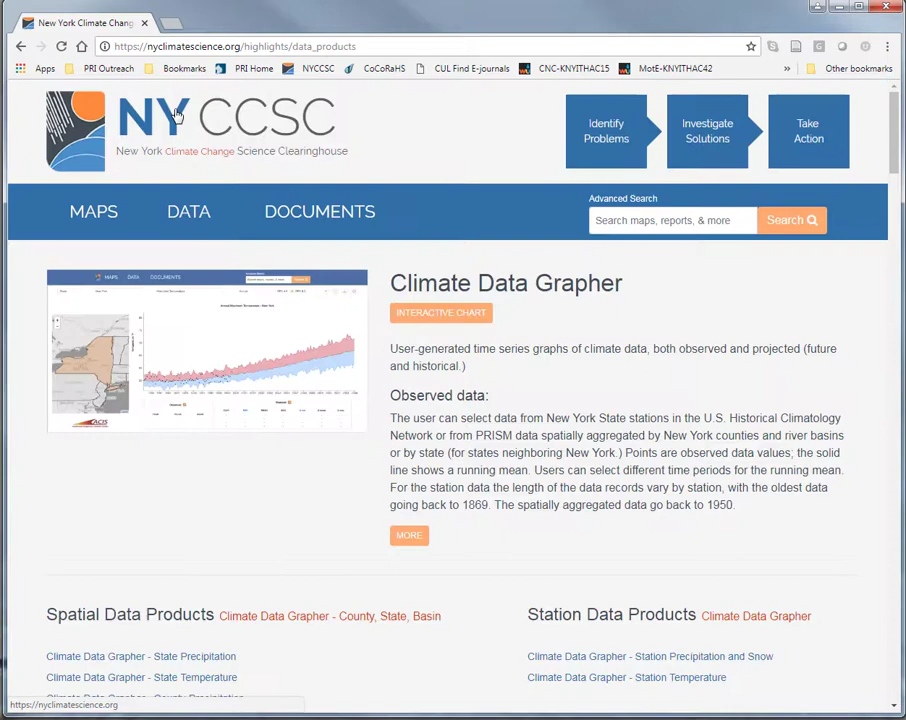 New York Climate Chang
https://nyclimatescience.org/highlights/data_products
Apps PRI Outreach Bookmarks PRI Home NYCCSC CoCoRaHS CUL Find E-journals CNC-KNYITHAC15 MotE-KNYITHAC42 » Other bookmarks
NYCCSC
New York Climate Change Science Clearinghouse
Identify Problems
Investigate Solutions
Take Action
MAPS DATA DOCUMENTS
Advanced Search
Search maps, reports, & more Search
MAPS DATA DOCUMENTS
ACIS
Climate Data Grapher
INTERACTIVE CHART
User-generated time series graphs of climate data, both observed and projected (future
and historical.)
Observed data:
The user can select data from New York State stations in the U.S. Historical Climatology
Network or from PRISM data spatially aggregated by New York counties and river basins
or by state (for states neighboring New York.) Points are observed data values; the solid
line shows a running mean. Users can select different time periods for the running mean.
For the station data the length of the data records vary by station, with the oldest data
going back to 1869. The spatially aggregated data go back to 1950.
MORE
Spatial Data Products Climate Data Grapher - County, State, Basin
Climate Data Grapher - State Precipitation
Climate Data Grapher - State Temperature
Climate Data Grapher - County Precipitation
Station Data Products Climate Data Grapher
Climate Data Grapher - Station Precipitation and Snow
Climate Data Grapher - Station Temperature
https://nyclimatescience.org